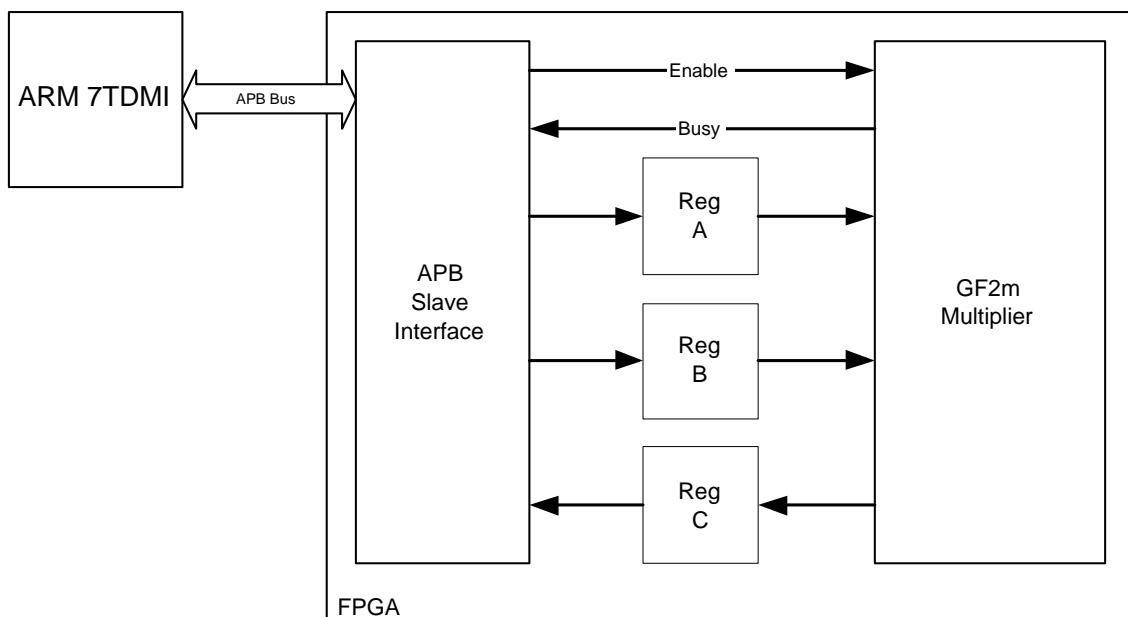 ARM 7TDMI
APB Bus
Enable
Busy
Reg
A
APB
Slave
Interface
GF2m
Multiplier
Reg
B
Reg
C
FPGA